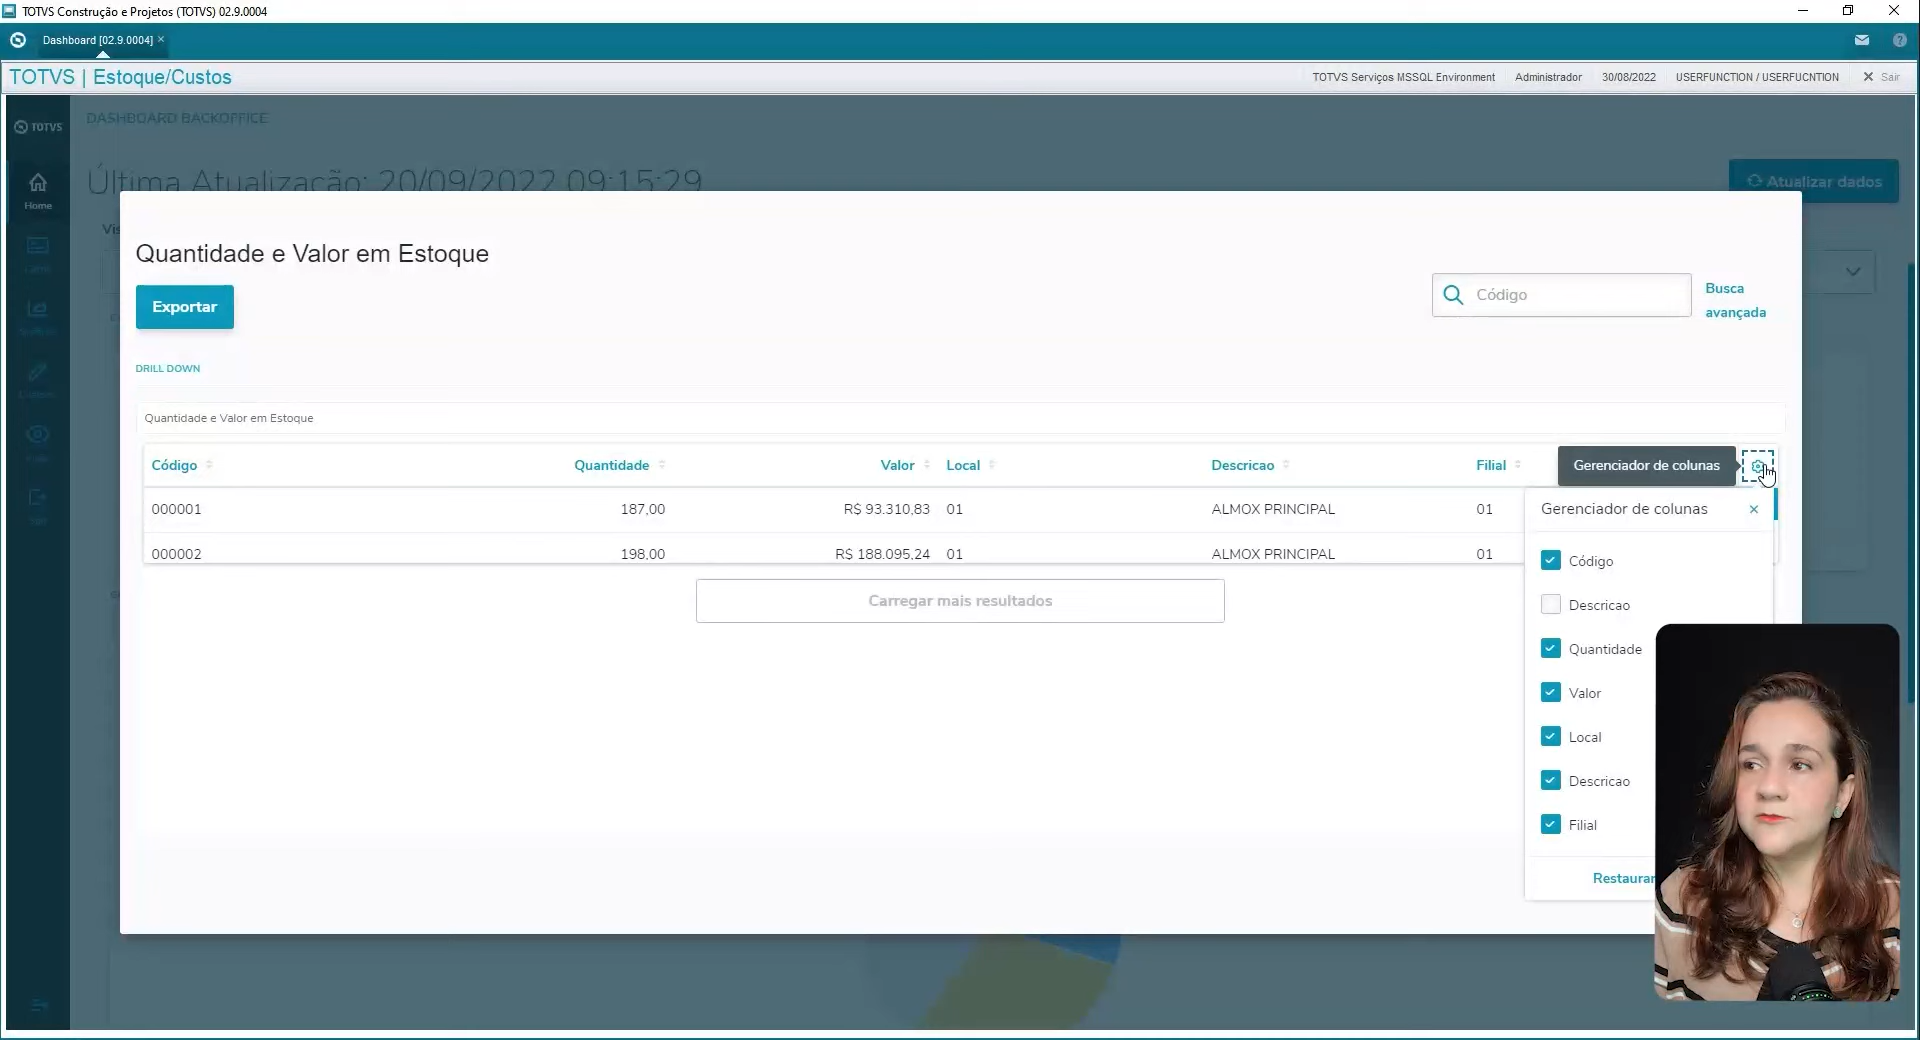 TOTVS Construção e Projetos (TOTVS) 02.9.0004
Dashboard [02.9.0004]
TOTVS | Estoque/Custos
TOTVS Serviços MSSQL Environment Administrador 30/08/2022 USERFUNCTION / USERFUCNTION Sair
TOTVS
DASHBOARD BACKOFFICE
Última Atualização: 20/09/2022 09:15:29
Atualizar dados
Home
Quantidade e Valor em Estoque
Exportar
Código
Busca
avançada
DRILL DOWN
Quantidade e Valor em Estoque
Código Quantidade Valor Local Descricao Filial Gerenciador de colunas
000001 187,00 R$ 93.310,83 01 ALMOX PRINCIPAL 01
000002 198,00 R$ 188.095,24 01 ALMOX PRINCIPAL 01
Carregar mais resultados
Gerenciador de colunas
Código
Descricao
Quantidade
Valor
Local
Descricao
Filial
Restaurar